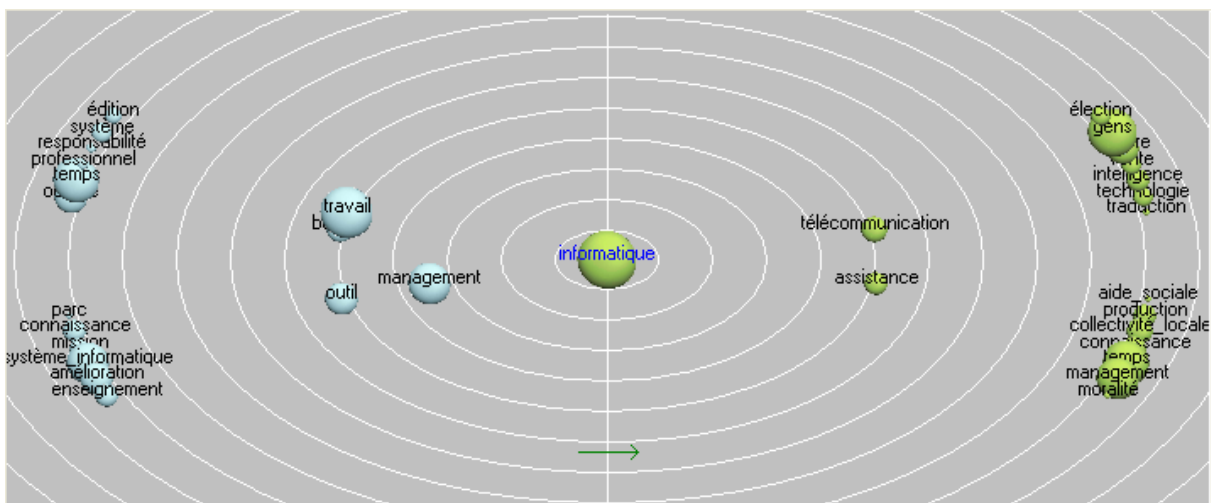 édition
système
responsabilité
professionnel
temps
travail
outil
management
parc
connaissance
mission
système_informatique
amélioration
enseignement
informatique
télécommunication
assistance
élection
gens
intelligence
technologie
traduction
aide_sociale
production
collectivité_locale
connaissance
temps
management
moralité